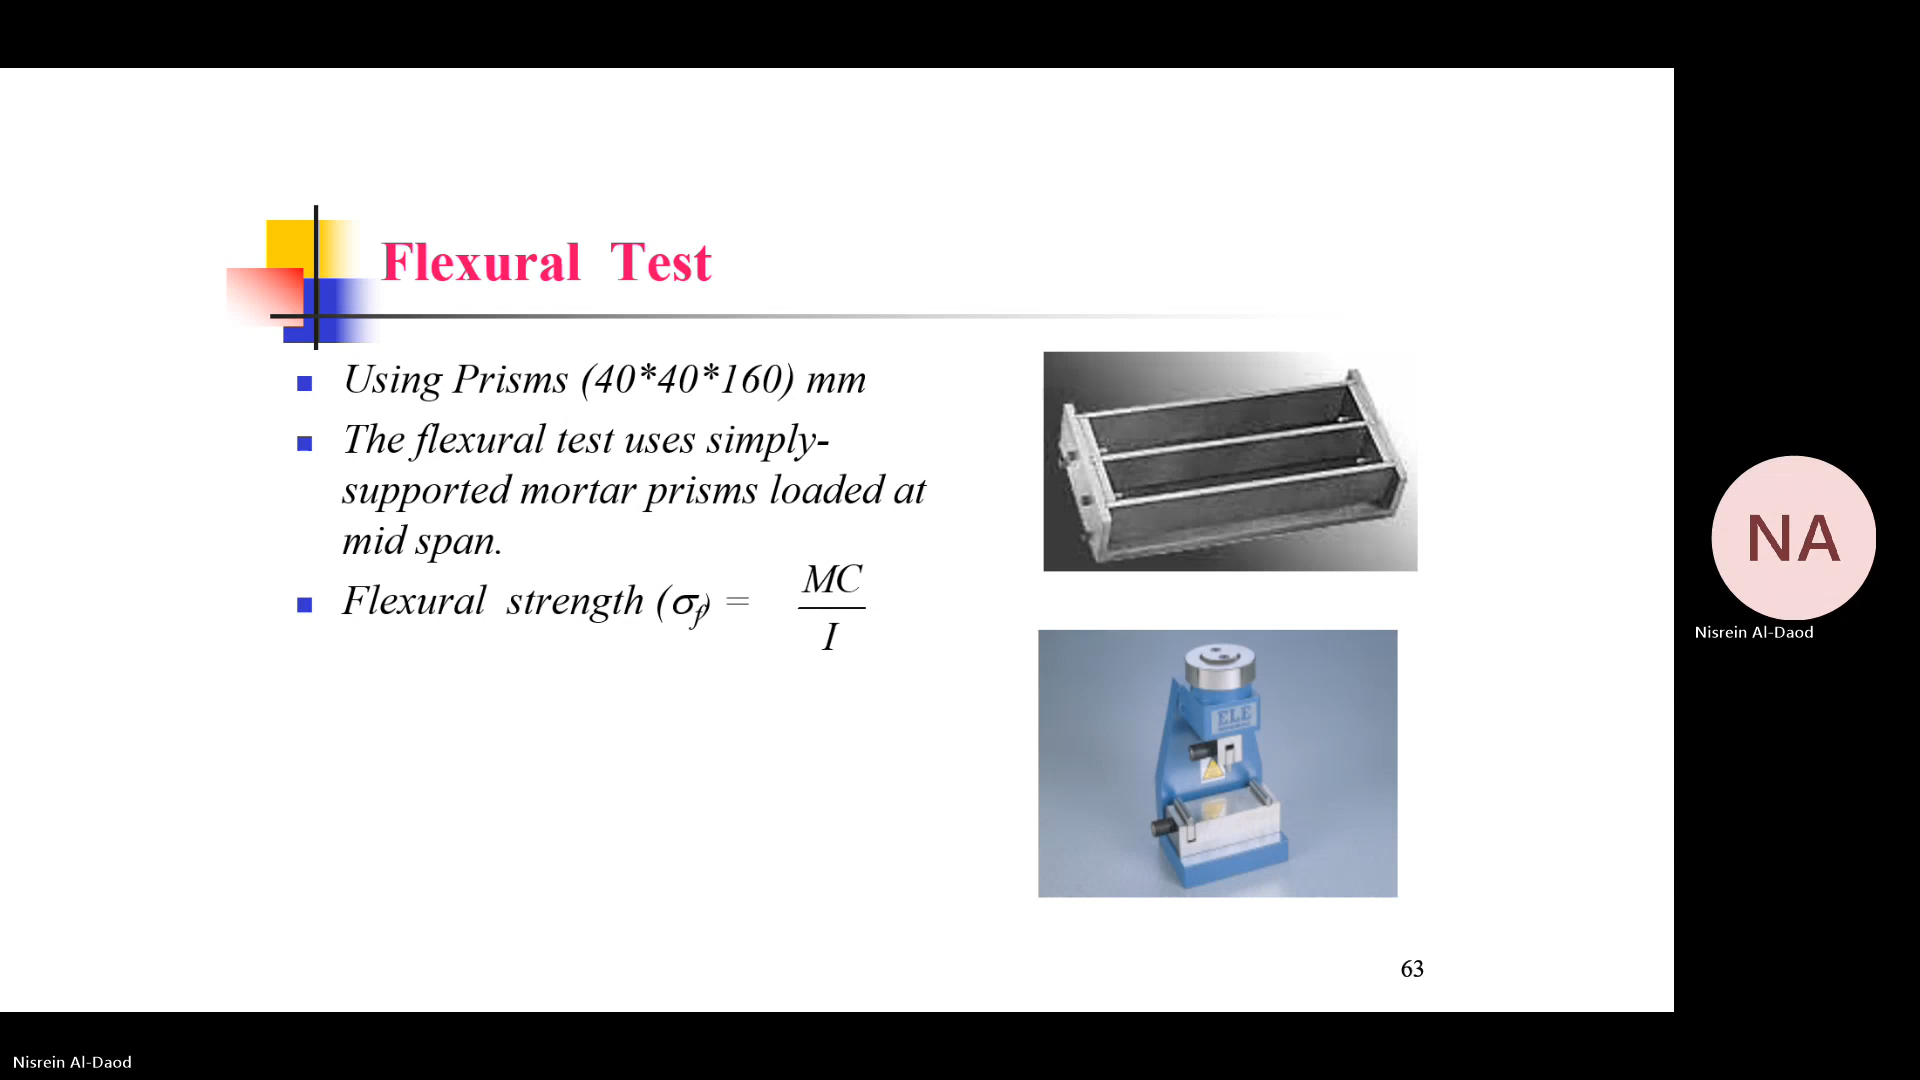 Flexural Test
Using Prisms (40*40*160) mm
The flexural test uses simply-
supported mortar prisms loaded at
mid span.
Flexural strength (σf) = MC
I
ELE
63
NA
Nisrein Al-Daod
Nisrein Al-Daod